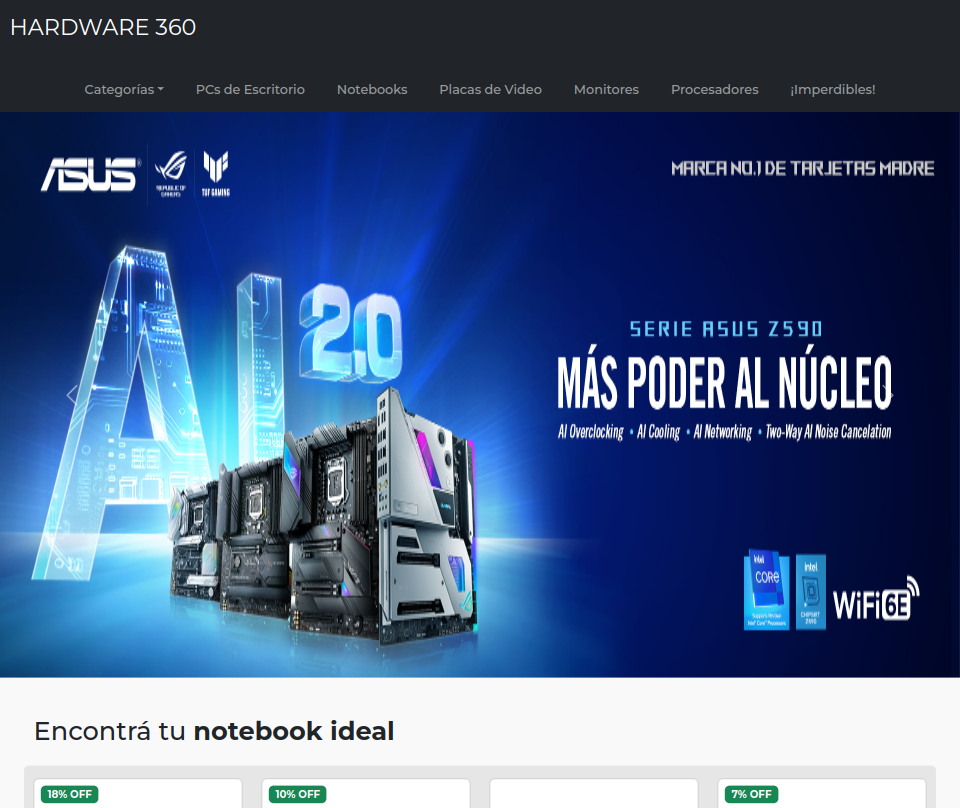 HARDWARE 360
Categorías PCs de Escritorio Notebooks Placas de Video Monitores Procesadores ¡Imperdibles!
ASUS
REPUBLIC OF
GAMERS
TUF GAMING
MARCA NO.1 DE TARJETAS MADRE
AI 2.0
SERIE ASUS Z590
MÁS PODER AL NÚCLEO
AI Overclocking • AI Cooling • AI Networking • Two-Way AI Noise Cancelation
intel
CORE
intel
CHIPSET
Z590
WiFi 6E
Encontrá tu notebook ideal
18% OFF 10% OFF 7% OFF